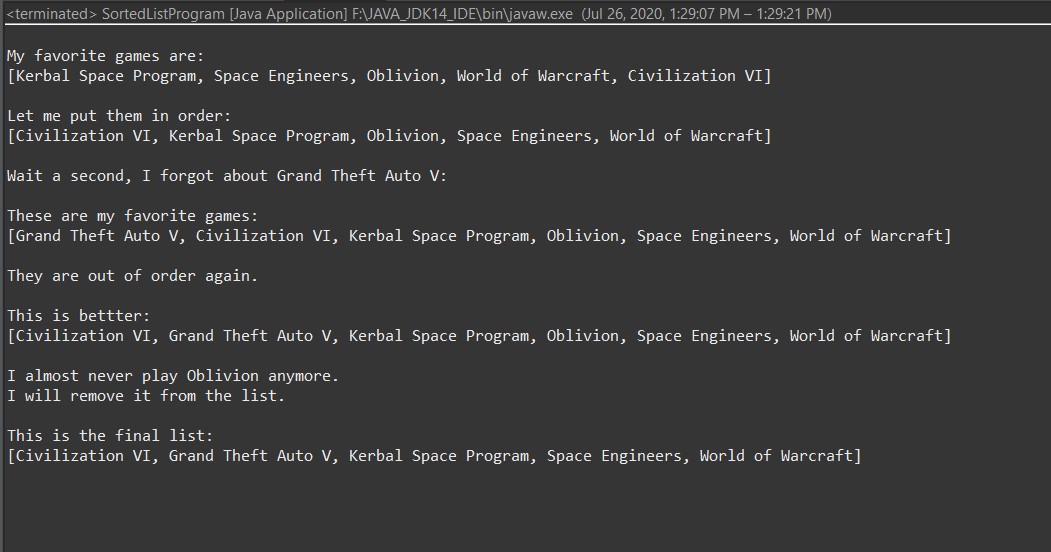 <terminated> SortedListProgram [Java Application] F:\JAVA_JDK14_IDE\bin\javaw.exe (Jul 26, 2020, 1:29:07 PM – 1:29:21 PM)
My favorite games are:
[Kerbal Space Program, Space Engineers, Oblivion, World of Warcraft, Civilization VI]
Let me put them in order:
[Civilization VI, Kerbal Space Program, Oblivion, Space Engineers, World of Warcraft]
Wait a second, I forgot about Grand Theft Auto V:
These are my favorite games:
[Grand Theft Auto V, Civilization VI, Kerbal Space Program, Oblivion, Space Engineers, World of Warcraft]
They are out of order again.
This is bettter:
[Civilization VI, Grand Theft Auto V, Kerbal Space Program, Oblivion, Space Engineers, World of Warcraft]
I almost never play Oblivion anymore.
I will remove it from the list.
This is the final list:
[Civilization VI, Grand Theft Auto V, Kerbal Space Program, Space Engineers, World of Warcraft]